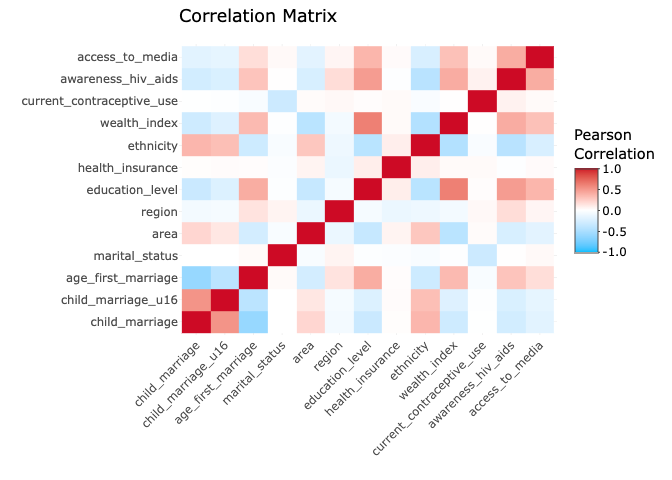 Correlation Matrix
access_to_media
awareness_hiv_aids
current_contraceptive_use
wealth_index
ethnicity
health_insurance
education_level
region
area
marital_status
age_first_marriage
child_marriage_u16
child_marriage
child_marriage
child_marriage_u16
age_first_marriage
marital_status
area
region
education_level
health_insurance
ethnicity
wealth_index
current_contraceptive_use
awareness_hiv_aids
access_to_media
Pearson
Correlation
1.0
0.5
0.0
-0.5
-1.0